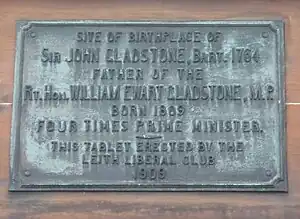 SITE OF BIRTHPLACE OF
SIR JOHN GLADSTONE, BART. 1764
FATHER OF THE
RT. HON. WILLIAM EWART GLADSTONE, M.P.
BORN 1809
FOUR TIMES PRIME MINISTER.
THIS TABLET ERECTED BY THE
LEITH LIBERAL CLUB
1909